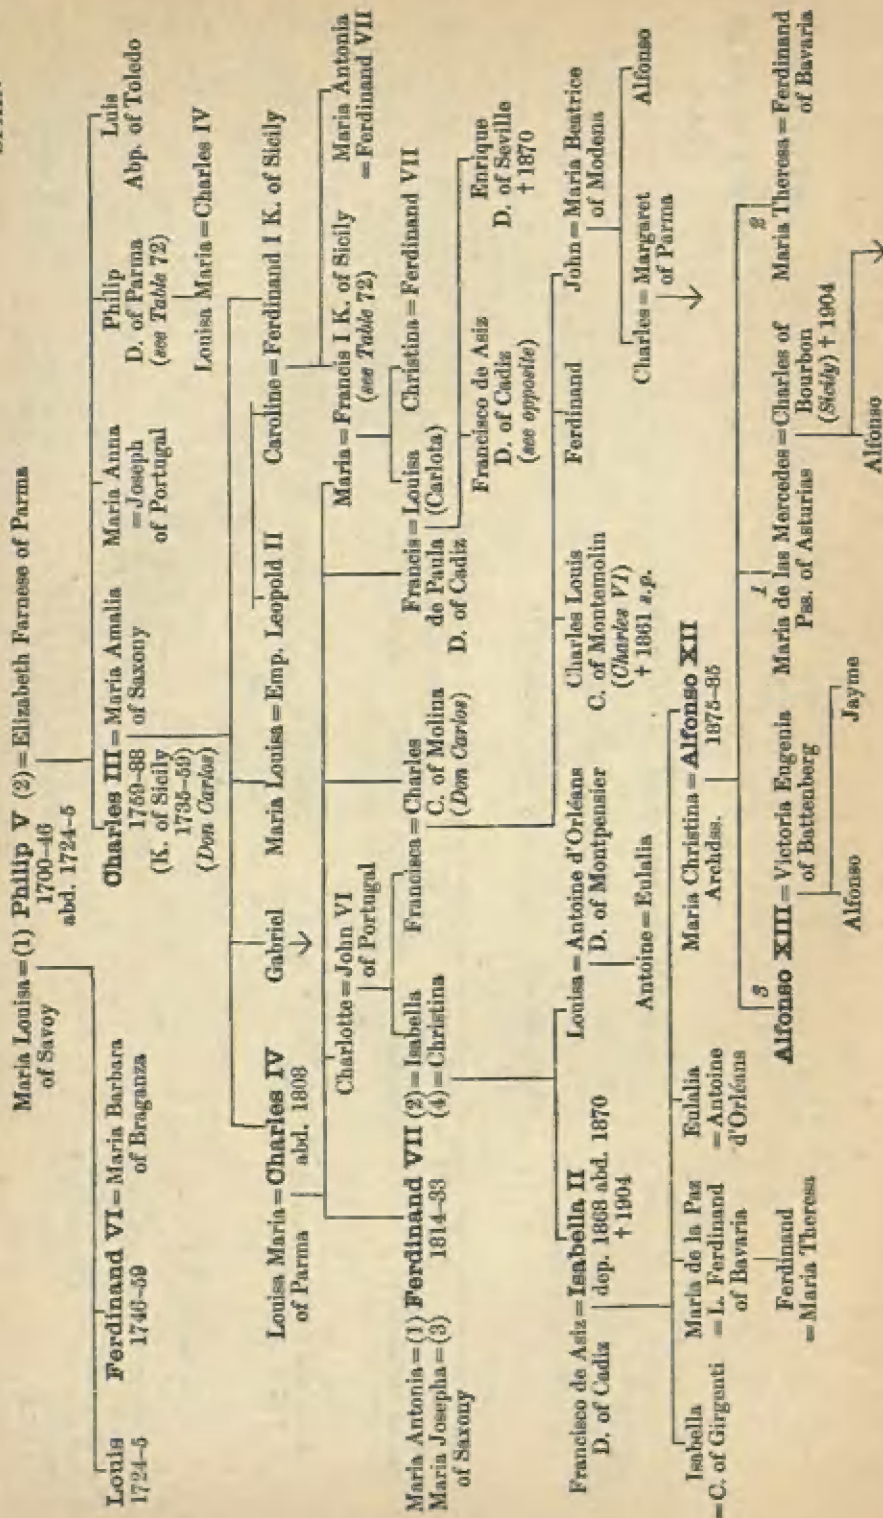 Maria Louisa=(1) Philip V (2)=Elizabeth Farnese of Parma
of Savoy
1700-46
abd. 1724-5
Louis
1724-5
Ferdinand VI=Maria Barbara
1746-59
of Braganza
Charles III=Maria Amalia
1759-88
of Saxony
(K. of Sicily
1735-59)
(Don Carlos)
Maria Anna
=Joseph
of Portugal
Philip
D. of Parma
(see Table 72)
Luis
Abp. of Toledo
Louisa Maria=Charles IV
Louisa Maria=Charles IV
of Parma
abd. 1808
Gabriel
Maria Louisa=Emp. Leopold II
Caroline=Ferdinand I K. of Sicily
Charlotte=John VI
of Portugal
Maria=Francis I K. of Sicily
(see Table 72)
Maria Antonia
=Ferdinand VII
Maria Antonia=(1) Ferdinand VII (2)=Isabella
Maria Josepha=(3)
1814-33
(4)=Christina
of Saxony
Francisca=Charles
C. of Molina
(Don Carlos)
Francis=Louisa
de Paula (Carlota)
D. of Cadiz
Christina=Ferdinand VII
Francisco de Asiz
D. of Cadiz
(see opposite)
Enrique
D. of Seville
†1870
Francisco de Asiz=Isabella II
D. of Cadiz
dep. 1868 abd. 1870
†1904
Louisa=Antoine d'Orléans
D. of Montpensier
Antoine=Eulalia
Charles Louis
C. of Montemolin
(Charles VI)
†1861 s.p.
Ferdinand
John=Maria Beatrice
of Modena
Charles=Margaret
of Parma
Alfonso
Isabella
=C. of Girgenti
Maria de la Paz
=L. Ferdinand
of Bavaria
Eulalia
=Antoine
d'Orléans
Maria Christina=Alfonso XII
Archdss.
1875-85
Ferdinand
=Maria Theresa
3
Alfonso XIII=Victoria Eugenia
of Battenberg
1
Maria de las Mercedes=Charles of
Pss. of Asturias
Bourbon
(Sicily) †1904
2
Maria Theresa=Ferdinand
of Bavaria
Alfonso
Jayme
Alfonso